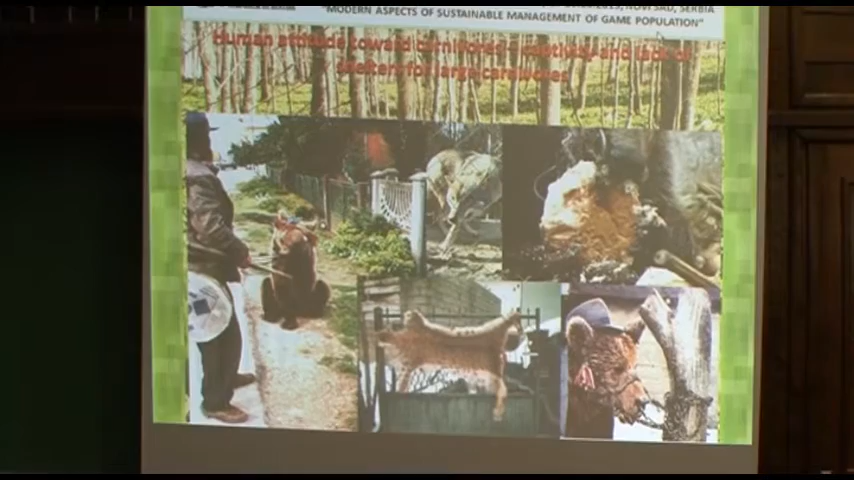 NOVI SAD, SERBIA
"MODERN ASPECTS OF SUSTAINABLE MANAGEMENT OF GAME POPULATION"
Human attitude toward carnivores – captivity and lack of
shelters for large carnivores